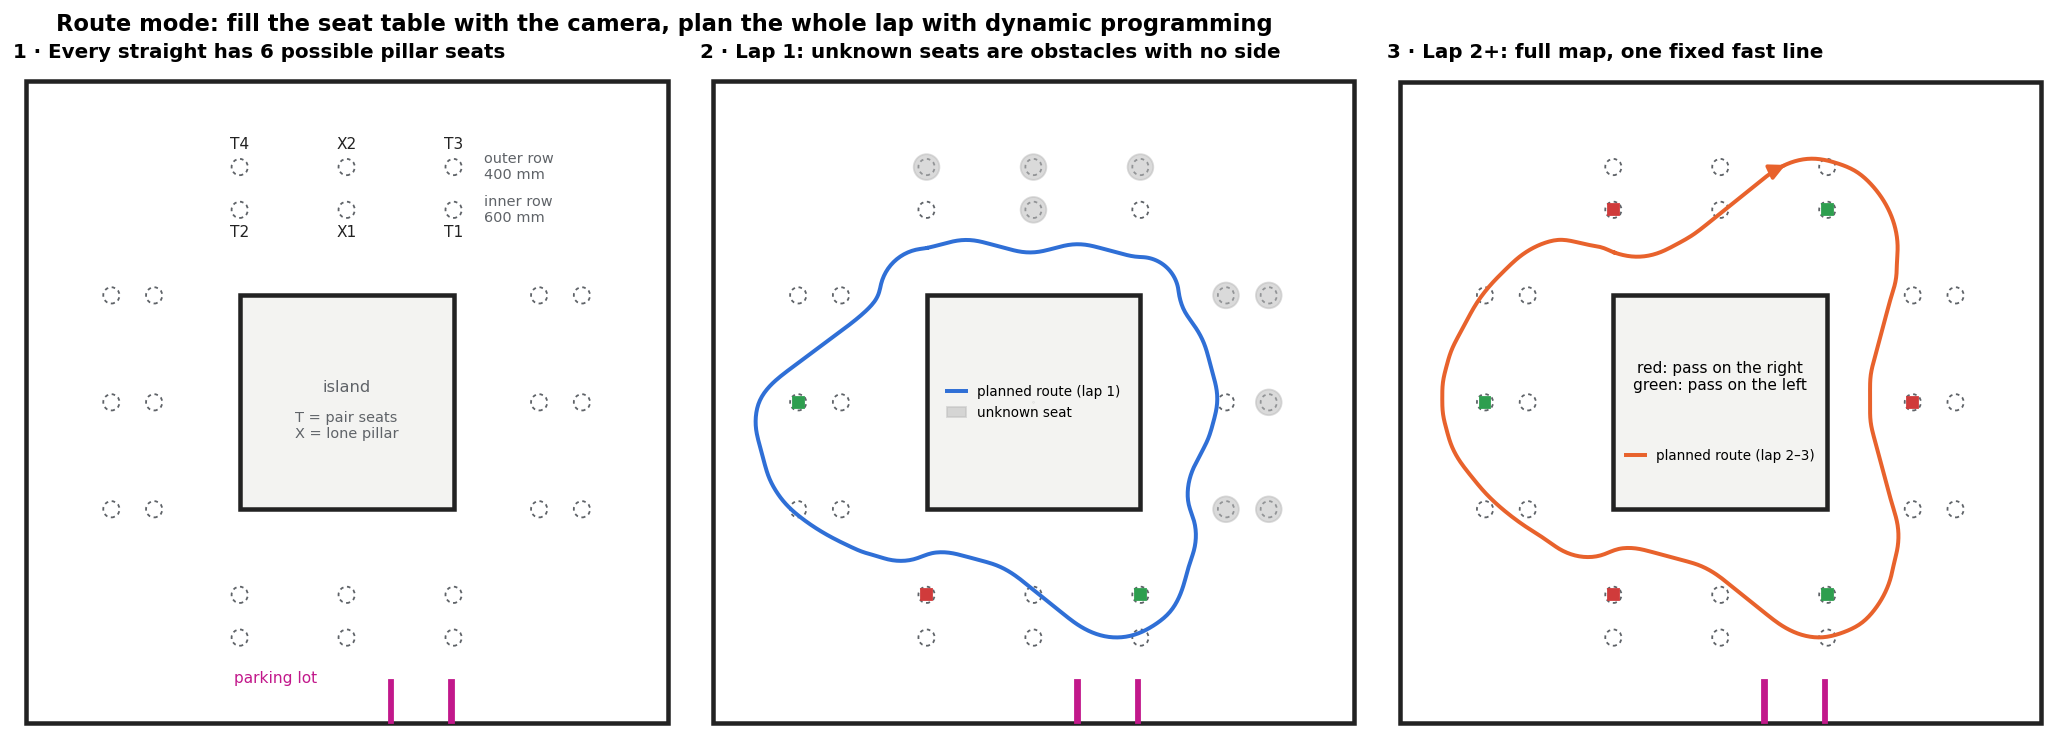 Route mode: fill the seat table with the camera, plan the whole lap with dynamic programming
1 · Every straight has 6 possible pillar seats
T4
X2
T3
outer row
400 mm
inner row
600 mm
T2
X1
T1
island
T = pair seats
X = lone pillar
parking lot
2 · Lap 1: unknown seats are obstacles with no side
planned route (lap 1)
unknown seat
3 · Lap 2+: full map, one fixed fast line
red: pass on the right
green: pass on the left
planned route (lap 2–3)